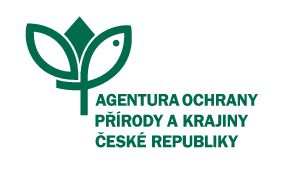 AGENTURA OCHRANY
PŘÍRODY A KRAJINY
ČESKÉ REPUBLIKY